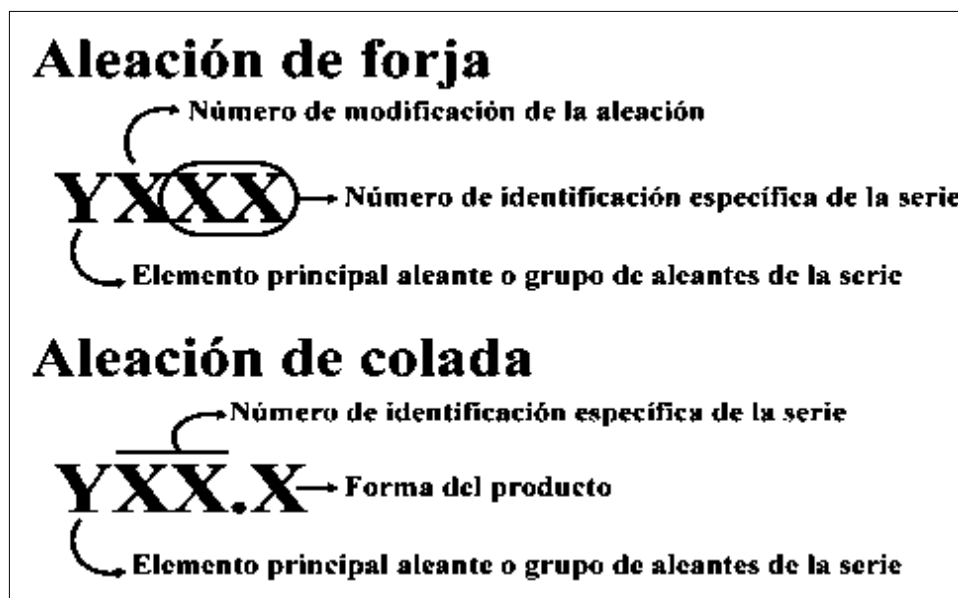 Aleación de forja
Número de modificación de la aleación
YXXX
Número de identificación específica de la serie
Elemento principal aleante o grupo de aleantes de la serie
Aleación de colada
Número de identificación específica de la serie
YXX.X
Forma del producto
Elemento principal aleante o grupo de aleantes de la serie